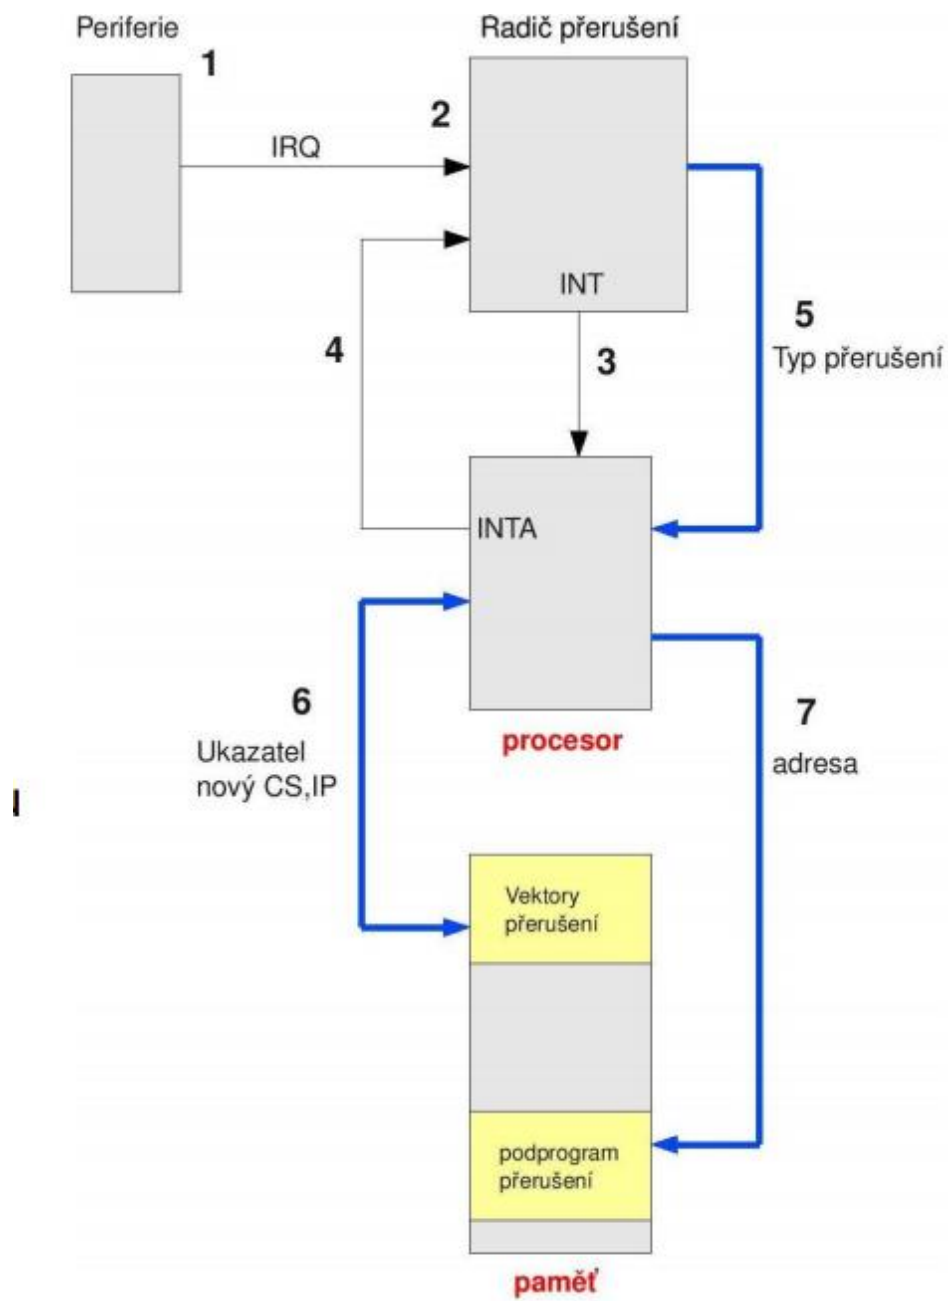 Periferie
Radič přerušení
1
2
IRQ
INT
5
4
3
Typ přerušení
INTA
6
7
procesor
Ukazatel
nový CS,IP
adresa
Vektory
přerušení
podprogram
přerušení
paměť